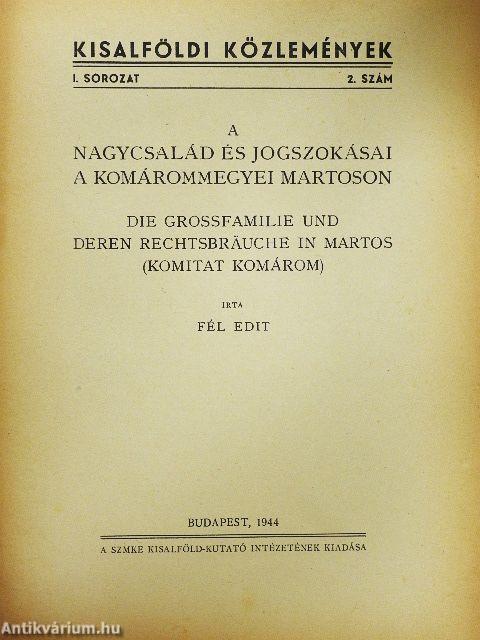 KISALFÖLDI KÖZLEMÉNYEK
I. SOROZAT 2. SZÁM
A
NAGYCSALÁD ÉS JOGSZOKÁSAI
A KOMÁROMMEGYEI MARTOSON
DIE GROSSFAMILIE UND
DEREN RECHTSBRÄUCHE IN MARTOS
(KOMITAT KOMÁROM)
IRTA
FÉL EDIT
BUDAPEST, 1944
A SZMKE KISALFÖLD-KUTATÓ INTÉZETÉNEK KIADÁSA
Antikvárium.hu